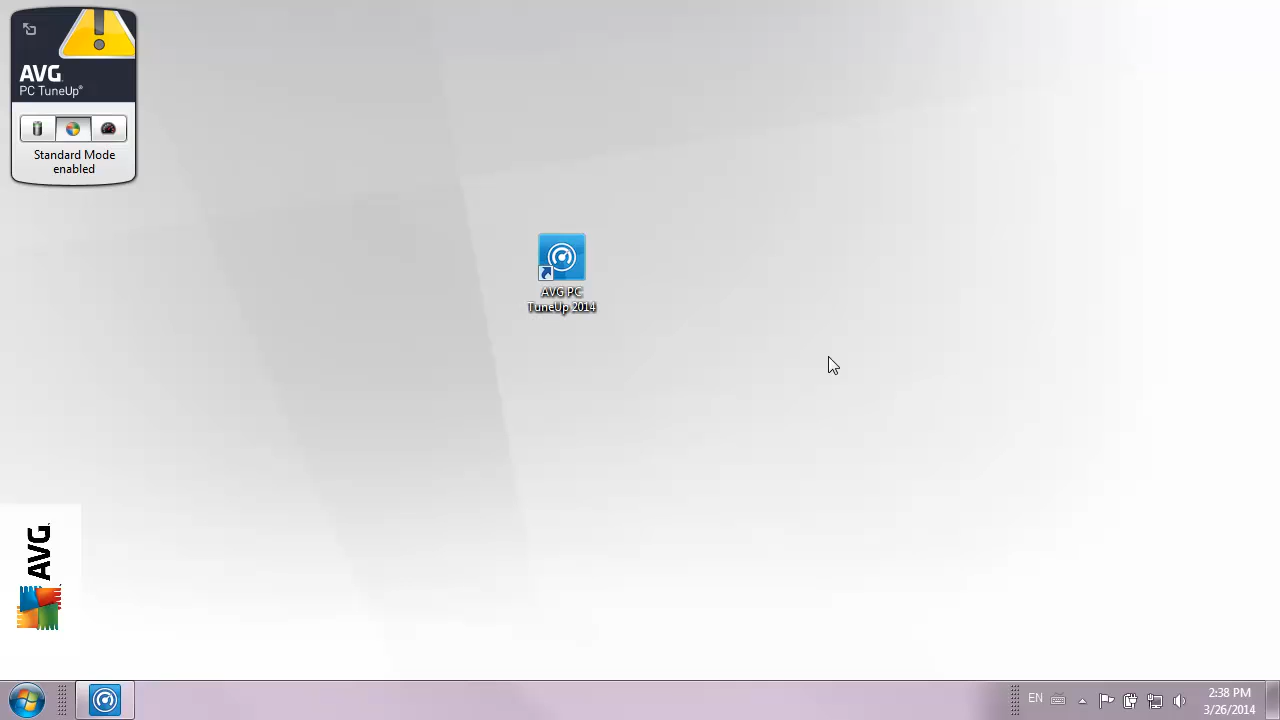 AVG
PC TuneUp®
Standard Mode
enabled
AVG PC
TuneUp 2014
AVG
EN
2:38 PM
3/26/2014